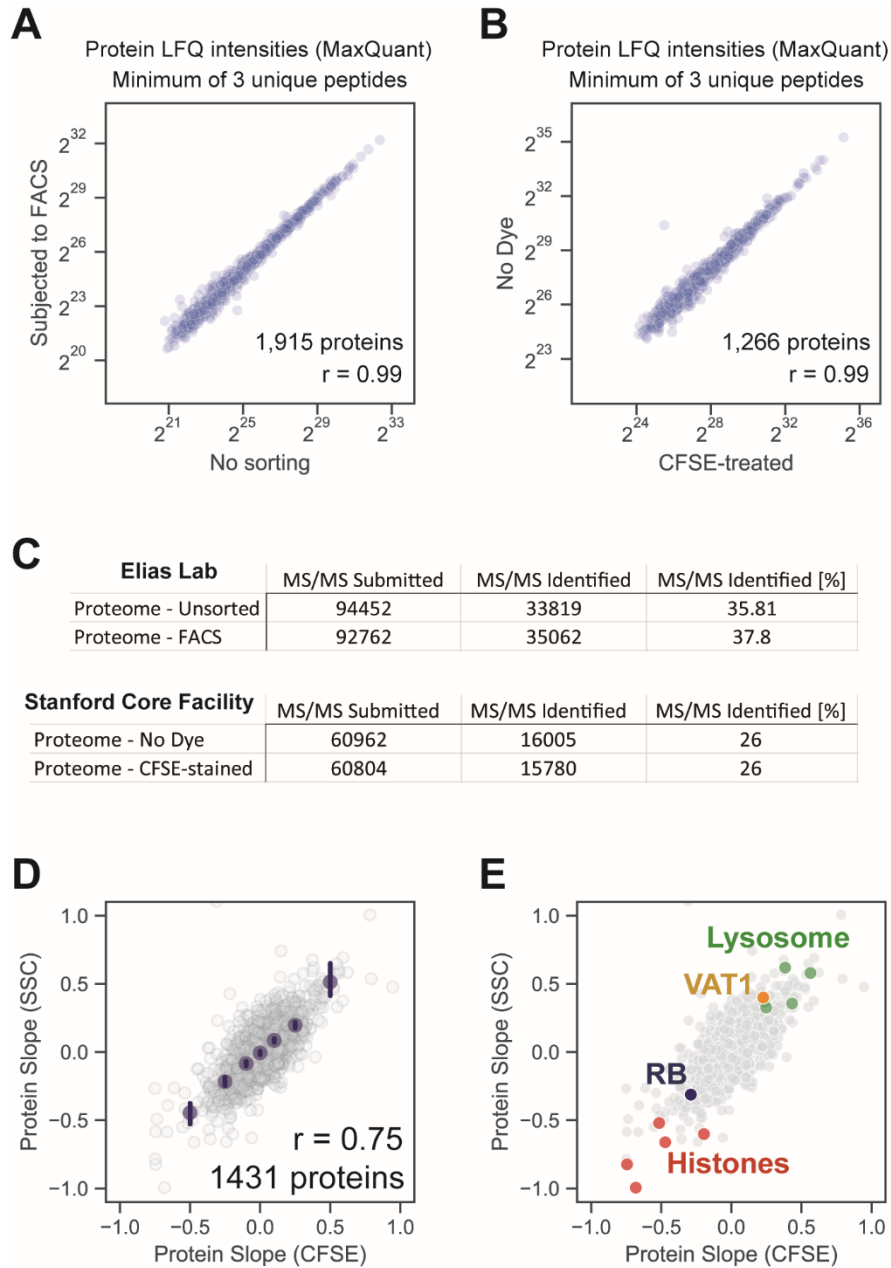 A
Protein LFQ intensities (MaxQuant)
Minimum of 3 unique peptides
Subjected to FACS
2^32
2^29
2^26
2^23
2^20
1,915 proteins
r = 0.99
2^21 2^25 2^29 2^33
No sorting
B
Protein LFQ intensities (MaxQuant)
Minimum of 3 unique peptides
No Dye
2^35
2^32
2^29
2^26
2^23
1,266 proteins
r = 0.99
2^24 2^28 2^32 2^36
CFSE-treated
C
Elias Lab MS/MS Submitted MS/MS Identified MS/MS Identified [%]
Proteome - Unsorted 94452 33819 35.81
Proteome - FACS 92762 35062 37.8
Stanford Core Facility MS/MS Submitted MS/MS Identified MS/MS Identified [%]
Proteome - No Dye 60962 16005 26
Proteome - CFSE-stained 60804 15780 26
D
Protein Slope (SSC)
1.0
0.5
0.0
−0.5
−1.0
r = 0.75
1431 proteins
−1.0 −0.5 0.0 0.5 1.0
Protein Slope (CFSE)
E
Protein Slope (SSC)
1.0
0.5
0.0
−0.5
−1.0
Lysosome
VAT1
RB
Histones
−1.0 −0.5 0.0 0.5 1.0
Protein Slope (CFSE)